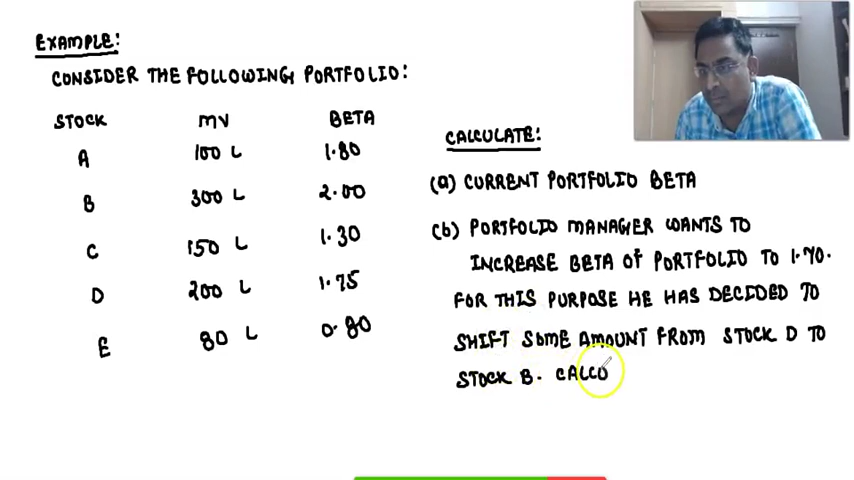 EXAMPLE:
CONSIDER THE FOLLOWING PORTFOLIO:
STOCK MV BETA
A 100 L 1.80
B 300 L 2.00
C 150 L 1.30
D 200 L 1.75
E 80 L 0.80
CALCULATE:
(a) CURRENT PORTFOLIO BETA
(b) PORTFOLIO MANAGER WANTS TO
INCREASE BETA OF PORTFOLIO TO 1.70.
FOR THIS PURPOSE HE HAS DECIDED TO
SHIFT SOME AMOUNT FROM STOCK D TO
STOCK B. CALCU